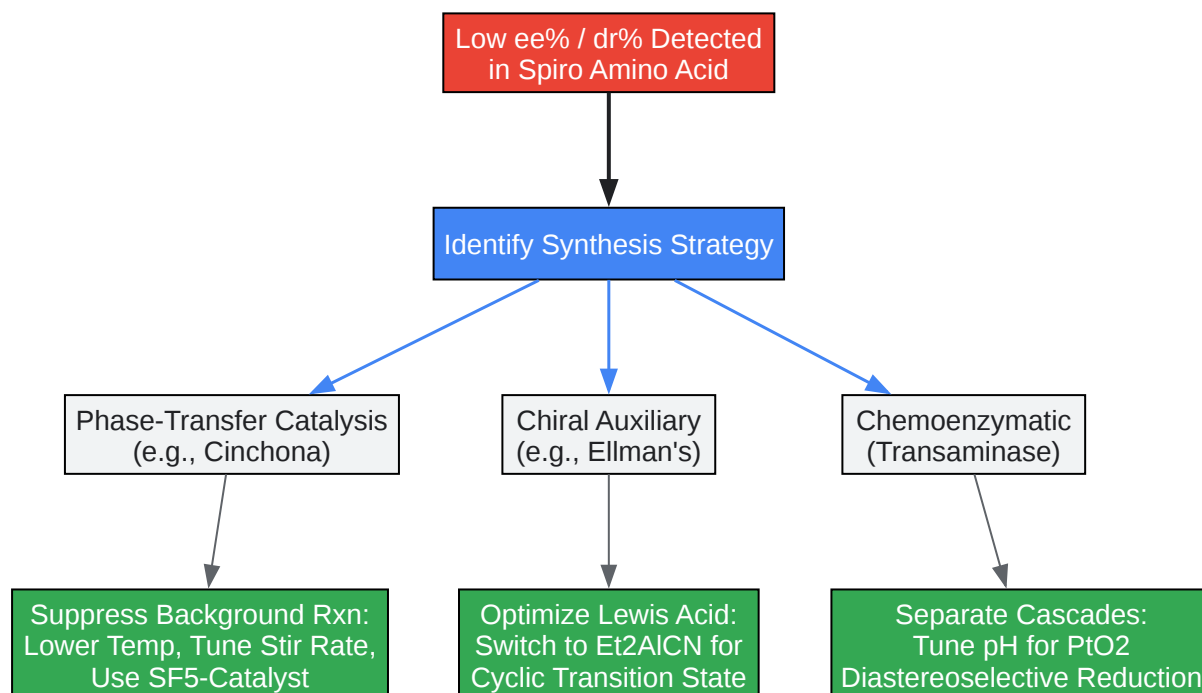 Low ee% / dr% Detected
in Spiro Amino Acid
Identify Synthesis Strategy
Phase-Transfer Catalysis
(e.g., Cinchona)
Chiral Auxiliary
(e.g., Ellman's)
Chemoenzymatic
(Transaminase)
Suppress Background Rxn:
Lower Temp, Tune Stir Rate,
Use SF5-Catalyst
Optimize Lewis Acid:
Switch to Et2AlCN for
Cyclic Transition State
Separate Cascades:
Tune pH for PtO2
Diastereoselective Reduction